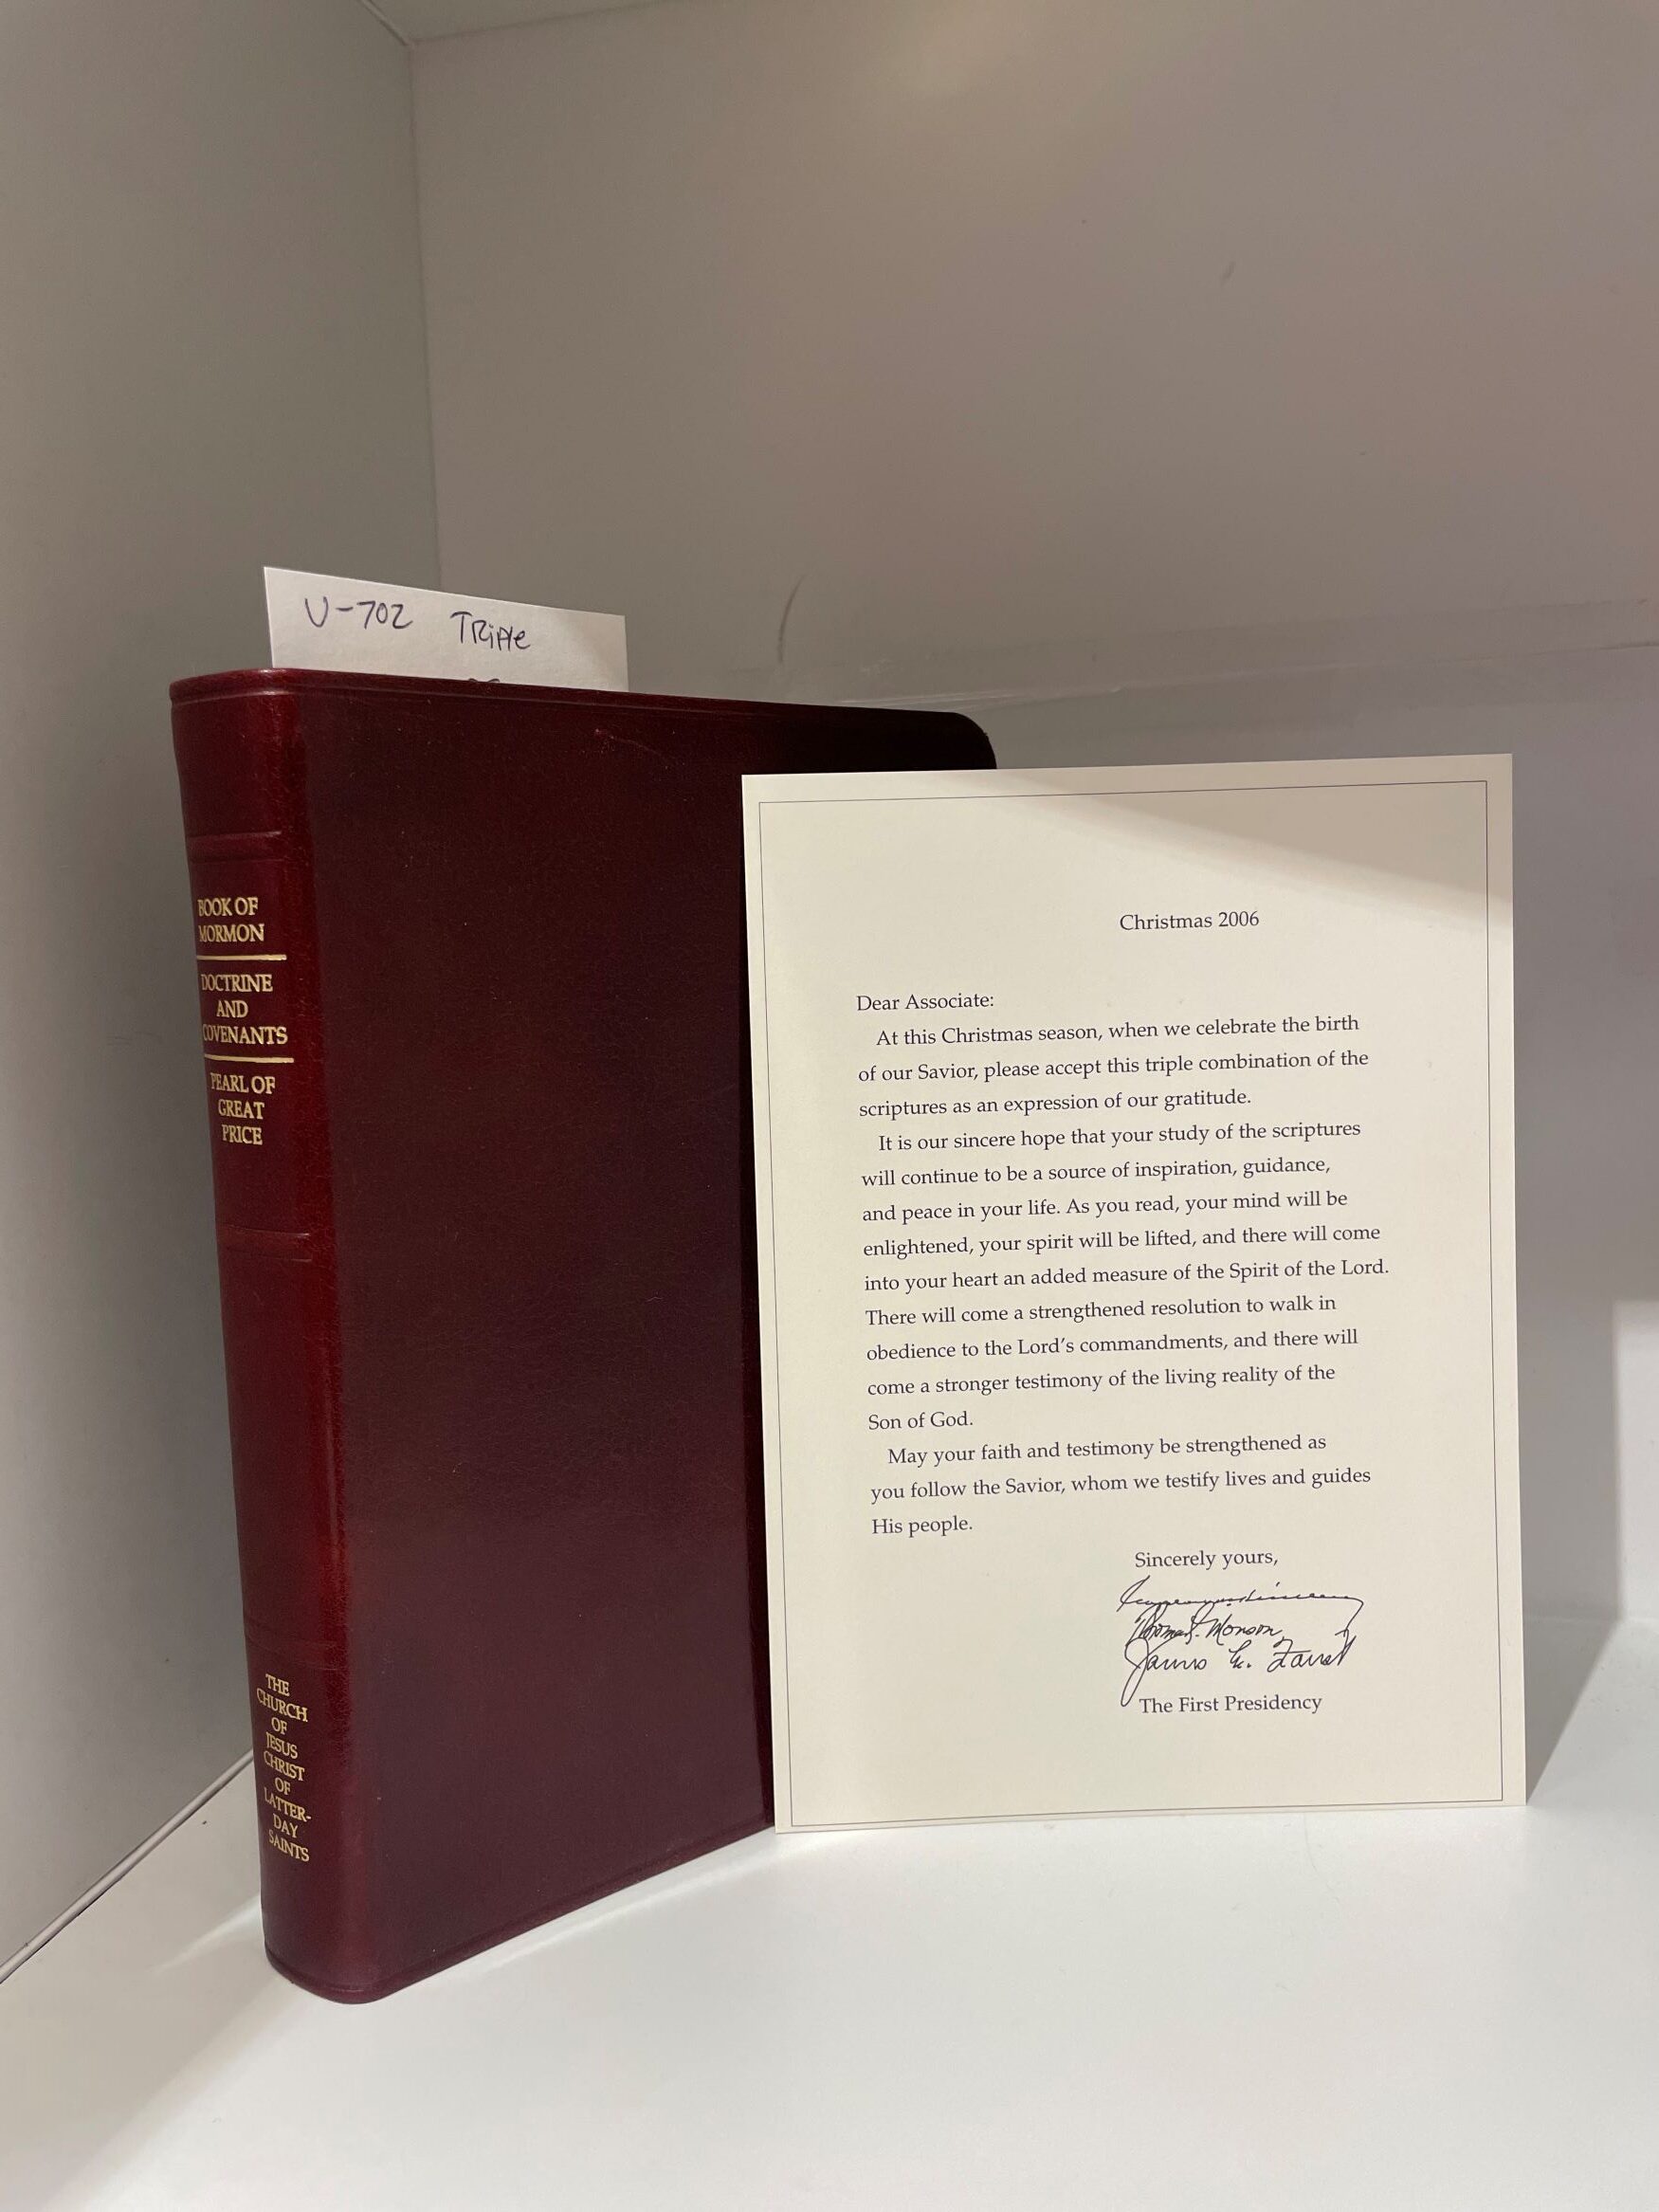 U-702 Triple
BOOK OF
MORMON
DOCTRINE
AND
COVENANTS
PEARL OF
GREAT
PRICE
THE
CHURCH
OF
JESUS
CHRIST
OF
LATTER-
DAY
SAINTS
Christmas 2006
Dear Associate:
At this Christmas season, when we celebrate the birth
of our Savior, please accept this triple combination of the
scriptures as an expression of our gratitude.
It is our sincere hope that your study of the scriptures
will continue to be a source of inspiration, guidance,
and peace in your life. As you read, your mind will be
enlightened, your spirit will be lifted, and there will come
into your heart an added measure of the Spirit of the Lord.
There will come a strengthened resolution to walk in
obedience to the Lord's commandments, and there will
come a stronger testimony of the living reality of the
Son of God.
May your faith and testimony be strengthened as
you follow the Savior, whom we testify lives and guides
His people.
Sincerely yours,
Thomas S. Monson
James E. Faust
The First Presidency